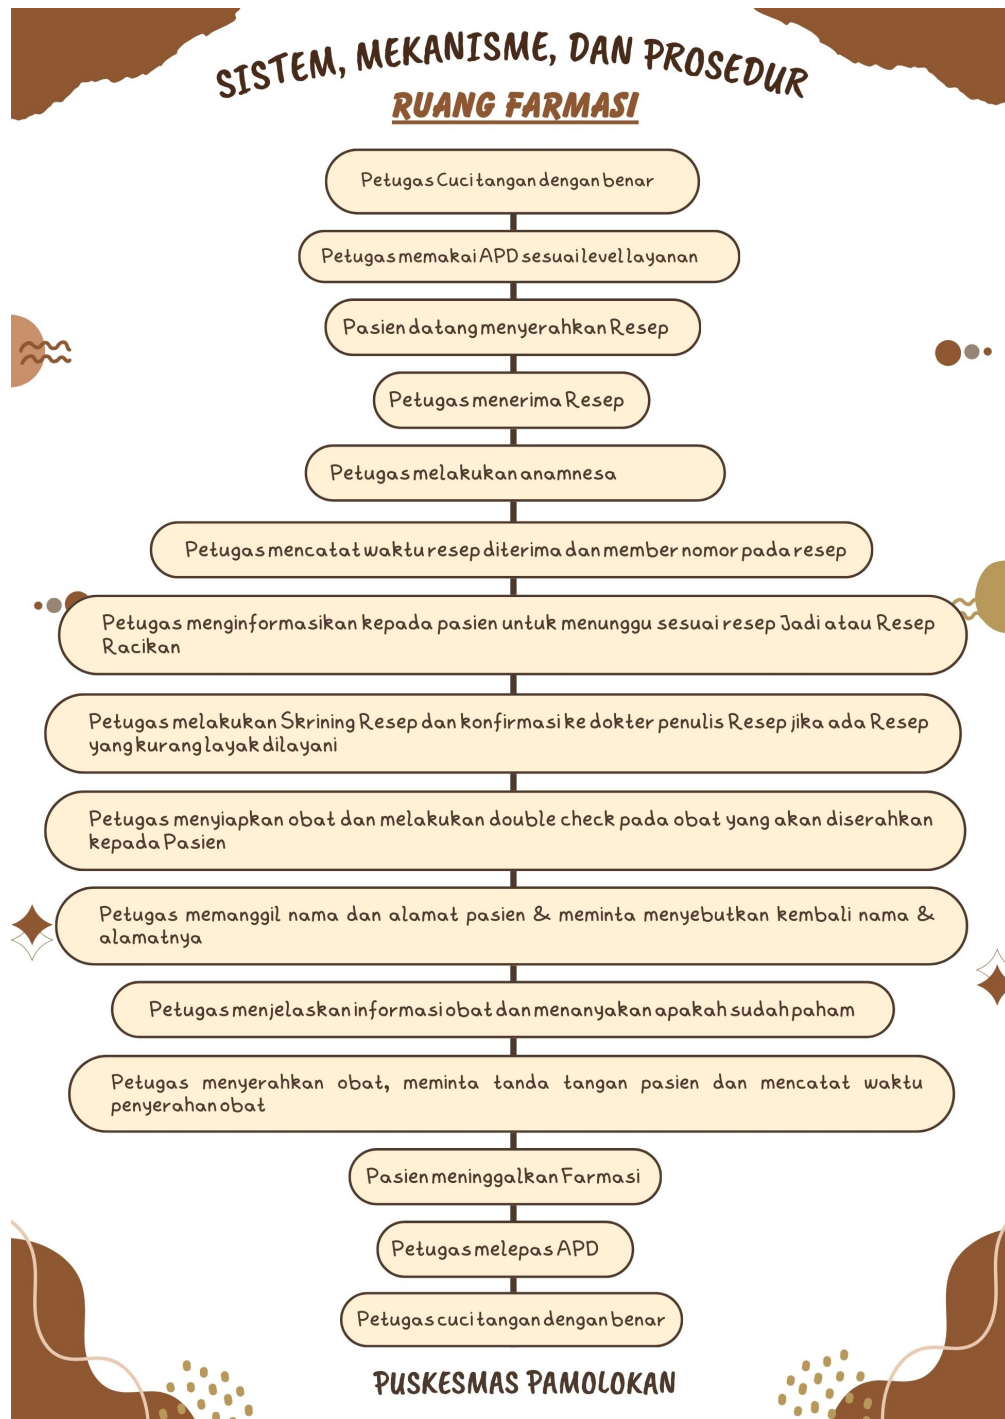 SISTEM, MEKANISME, DAN PROSEDUR
RUANG FARMASI
Petugas Cuci tangan dengan benar
Petugas memakai APD sesuai level layanan
Pasien datang menyerahkan Resep
Petugas menerima Resep
Petugas melakukan anamnesa
Petugas mencatat waktu resep diterima dan member nomor pada resep
Petugas menginformasikan kepada pasien untuk menunggu sesuai resep Jadi atau Resep
Racikan
Petugas melakukan Skrining Resep dan konfirmasi ke dokter penulis Resep jika ada Resep
yang kurang layak dilayani
Petugas menyiapkan obat dan melakukan double check pada obat yang akan diserahkan
kepada Pasien
Petugas memanggil nama dan alamat pasien & meminta menyebutkan kembali nama &
alamatnya
Petugas menjelaskan informasi obat dan menanyakan apakah sudah paham
Petugas menyerahkan obat, meminta tanda tangan pasien dan mencatat waktu
penyerahan obat
Pasien meninggalkan Farmasi
Petugas melepas APD
Petugas cuci tangan dengan benar
PUSKESMAS PAMOLOKAN